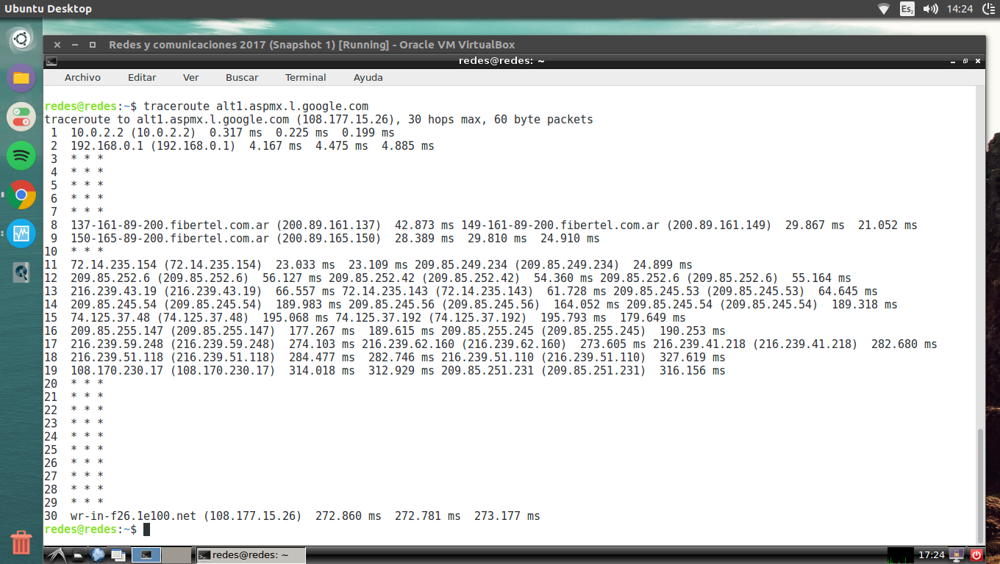 Ubuntu Desktop
Es2
14:24
Redes y comunicaciones 2017 (Snapshot 1) [Running] - Oracle VM VirtualBox
redes@redes: ~
Archivo Editar Ver Buscar Terminal Ayuda
redes@redes:~$ traceroute alt1.aspmx.l.google.com
traceroute to alt1.aspmx.l.google.com (108.177.15.26), 30 hops max, 60 byte packets
1 10.0.2.2 (10.0.2.2) 0.317 ms 0.225 ms 0.199 ms
2 192.168.0.1 (192.168.0.1) 4.167 ms 4.475 ms 4.885 ms
3 * * *
4 * * *
5 * * *
6 * * *
7 * * *
8 137-161-89-200.fibertel.com.ar (200.89.161.137) 42.873 ms 149-161-89-200.fibertel.com.ar (200.89.161.149) 29.867 ms 21.052 ms
9 150-165-89-200.fibertel.com.ar (200.89.165.150) 28.389 ms 29.810 ms 24.910 ms
10 * * *
11 72.14.235.154 (72.14.235.154) 23.033 ms 23.109 ms 209.85.249.234 (209.85.249.234) 24.899 ms
12 209.85.252.6 (209.85.252.6) 56.127 ms 209.85.252.42 (209.85.252.42) 54.360 ms 209.85.252.6 (209.85.252.6) 55.164 ms
13 216.239.43.19 (216.239.43.19) 66.557 ms 72.14.235.143 (72.14.235.143) 61.728 ms 209.85.245.53 (209.85.245.53) 64.645 ms
14 209.85.245.54 (209.85.245.54) 189.983 ms 209.85.245.56 (209.85.245.56) 164.052 ms 209.85.245.54 (209.85.245.54) 189.318 ms
15 74.125.37.48 (74.125.37.48) 195.068 ms 74.125.37.192 (74.125.37.192) 195.793 ms 179.649 ms
16 209.85.255.147 (209.85.255.147) 177.267 ms 189.615 ms 209.85.255.245 (209.85.255.245) 190.253 ms
17 216.239.59.248 (216.239.59.248) 274.103 ms 216.239.62.160 (216.239.62.160) 273.605 ms 216.239.41.218 (216.239.41.218) 282.680 ms
18 216.239.51.118 (216.239.51.118) 284.477 ms 282.746 ms 216.239.51.110 (216.239.51.110) 327.619 ms
19 108.170.230.17 (108.170.230.17) 314.018 ms 312.929 ms 209.85.251.231 (209.85.251.231) 316.156 ms
20 * * *
21 * * *
22 * * *
23 * * *
24 * * *
25 * * *
26 * * *
27 * * *
28 * * *
29 * * *
30 wr-in-f26.1e100.net (108.177.15.26) 272.860 ms 272.781 ms 273.177 ms
redes@redes:~$
redes@redes: ~
17:24